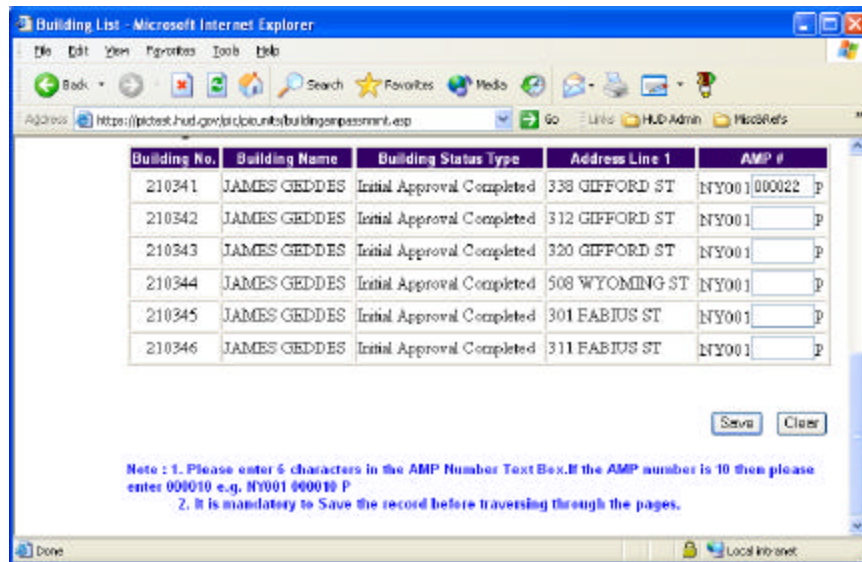 Building List - Microsoft Internet Explorer
File Edit View Favorites Tools Help
Back Search Favorites Media
Address https://pictest.hud.gov/pic/picunits/buildingampassnmnt.asp Go Links HUD Admin Misc&Refs
Building No. Building Name Building Status Type Address Line 1 AMP #
210341 JAMES GEDDES Initial Approval Completed 338 GIFFORD ST NY001 000022 P
210342 JAMES GEDDES Initial Approval Completed 312 GIFFORD ST NY001 P
210343 JAMES GEDDES Initial Approval Completed 320 GIFFORD ST NY001 P
210344 JAMES GEDDES Initial Approval Completed 508 WYOMING ST NY001 P
210345 JAMES GEDDES Initial Approval Completed 301 FABIUS ST NY001 P
210346 JAMES GEDDES Initial Approval Completed 311 FABIUS ST NY001 P
Save Clear
Note : 1. Please enter 6 characters in the AMP Number Text Box.If the AMP number is 10 then please
enter 000010 e.g. NY001 000010 P
2. It is mandatory to Save the record before traversing through the pages.
Done Local intranet